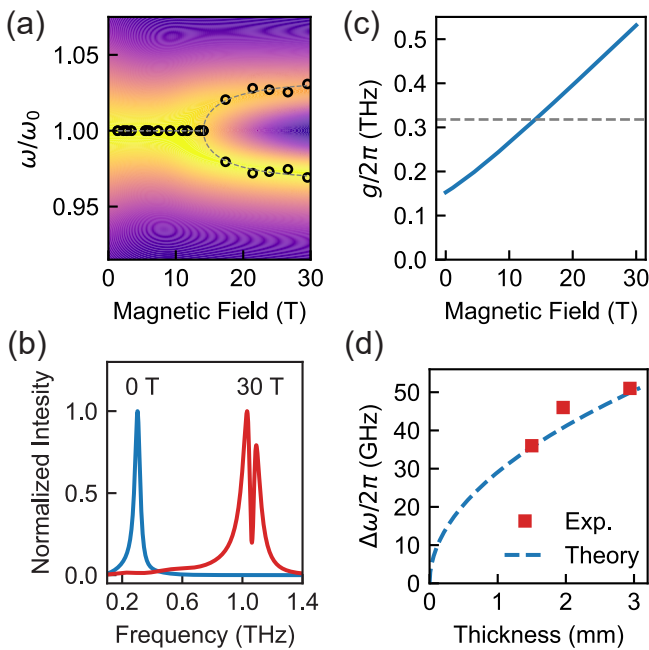 (a)
ω/ω₀
1.05
1.00
0.95
0
10
20
30
Magnetic Field (T)
(c)
g/2π (THz)
0.5
0.4
0.3
0.2
0.1
0.0
0
10
20
30
Magnetic Field (T)
(b)
Normalized Intesity
0 T
30 T
1.0
0.5
0.0
0.2
0.6
1.0
1.4
Frequency (THz)
(d)
Δω/2π (GHz)
50
40
30
20
10
0
Exp.
Theory
0
1
2
3
Thickness (mm)